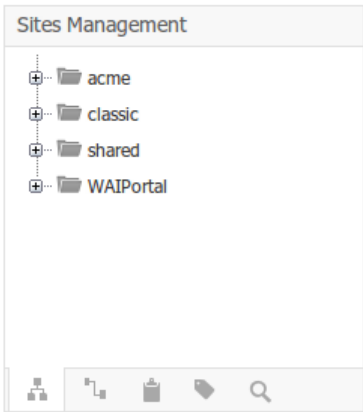 Sites Management
acme
classic
shared
WAIPortal